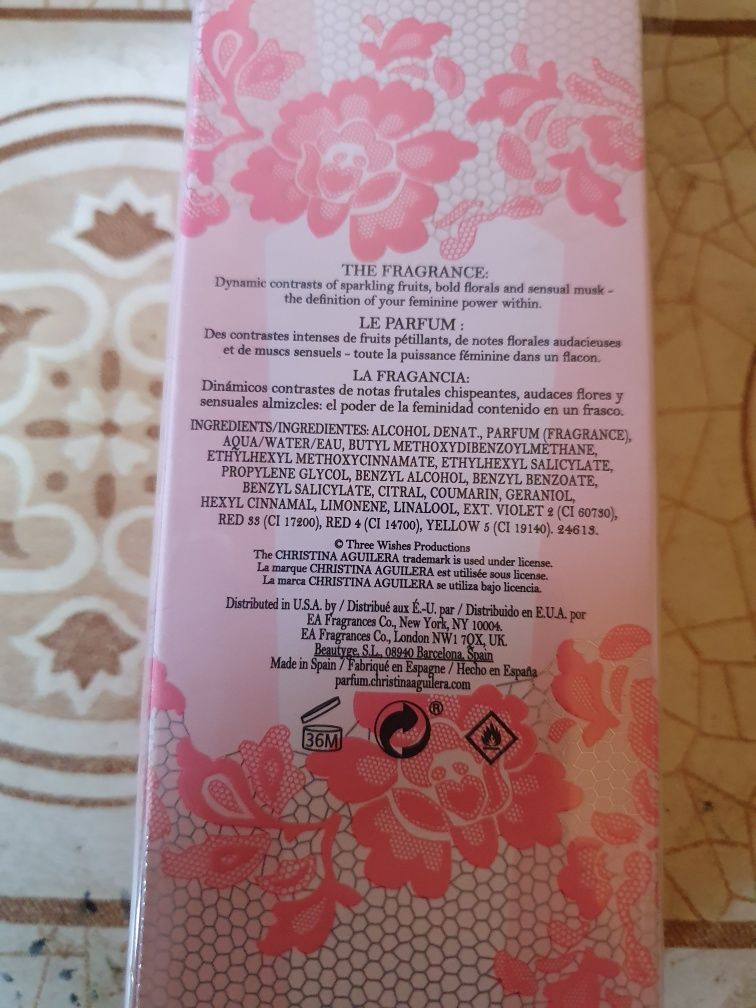 THE FRAGRANCE:
Dynamic contrasts of sparkling fruits, bold florals and sensual musk -
the definition of your feminine power within.
LE PARFUM :
Des contrastes intenses de fruits pétillants, de notes florales audacieuses
et de muscs sensuels - toute la puissance féminine dans un flacon.
LA FRAGANCIA:
Dinámicos contrastes de notas frutales chispeantes, audaces flores y
sensuales almizcles: el poder de la feminidad contenido en un frasco.
INGREDIENTS/INGREDIENTES: ALCOHOL DENAT., PARFUM (FRAGRANCE),
AQUA/WATER/EAU, BUTYL METHOXYDIBENZOYLMETHANE,
ETHYLHEXYL METHOXYCINNAMATE, ETHYLHEXYL SALICYLATE,
PROPYLENE GLYCOL, BENZYL ALCOHOL, BENZYL BENZOATE,
BENZYL SALICYLATE, CITRAL, COUMARIN, GERANIOL,
HEXYL CINNAMAL, LIMONENE, LINALOOL, EXT. VIOLET 2 (CI 60730),
RED 33 (CI 17200), RED 4 (CI 14700), YELLOW 5 (CI 19140). 24613.
© Three Wishes Productions
The CHRISTINA AGUILERA trademark is used under license.
La marque CHRISTINA AGUILERA est utilisée sous license.
La marca CHRISTINA AGUILERA se utiliza bajo licencia.
Distributed in U.S.A. by / Distribué aux É.-U. par / Distribuido en E.U.A. por
EA Fragrances Co., New York, NY 10004.
EA Fragrances Co., London NW1 7QX, UK.
Beautyge, S.L. 08940 Barcelona, Spain
Made in Spain / Fabriqué en Espagne / Hecho en España
parfum.christinaaguilera.com
36M
®